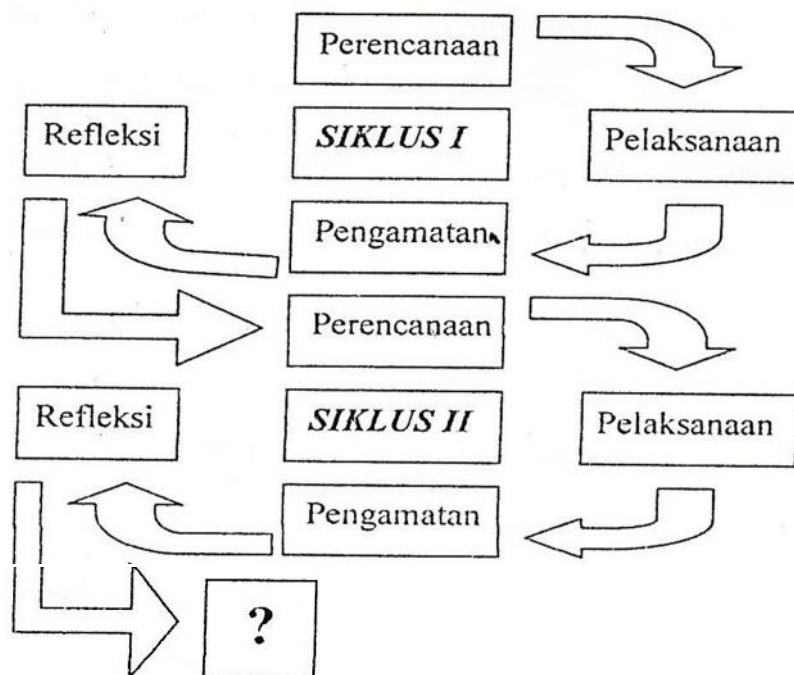 Perencanaan
Refleksi
SIKLUS I
Pelaksanaan
Pengamatan
Perencanaan
Refleksi
SIKLUS II
Pelaksanaan
Pengamatan
?